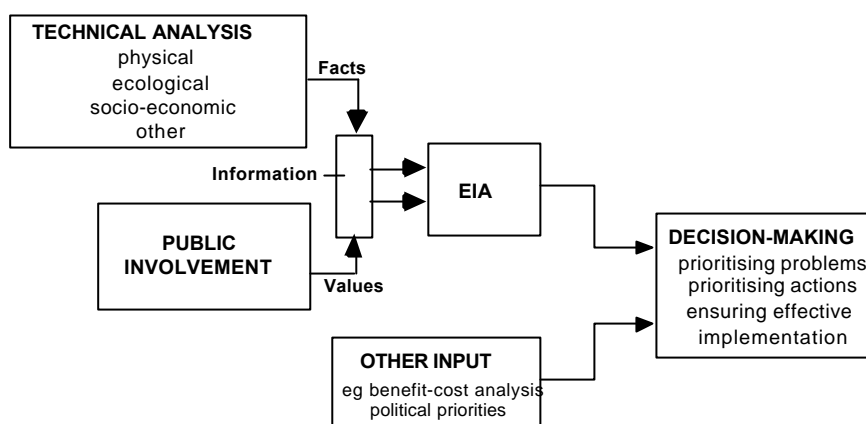 TECHNICAL ANALYSIS
physical
ecological
socio-economic
other
Facts
Information
EIA
PUBLIC
INVOLVEMENT
Values
DECISION-MAKING
prioritising problems
prioritising actions
ensuring effective
implementation
OTHER INPUT
eg benefit-cost analysis
political priorities